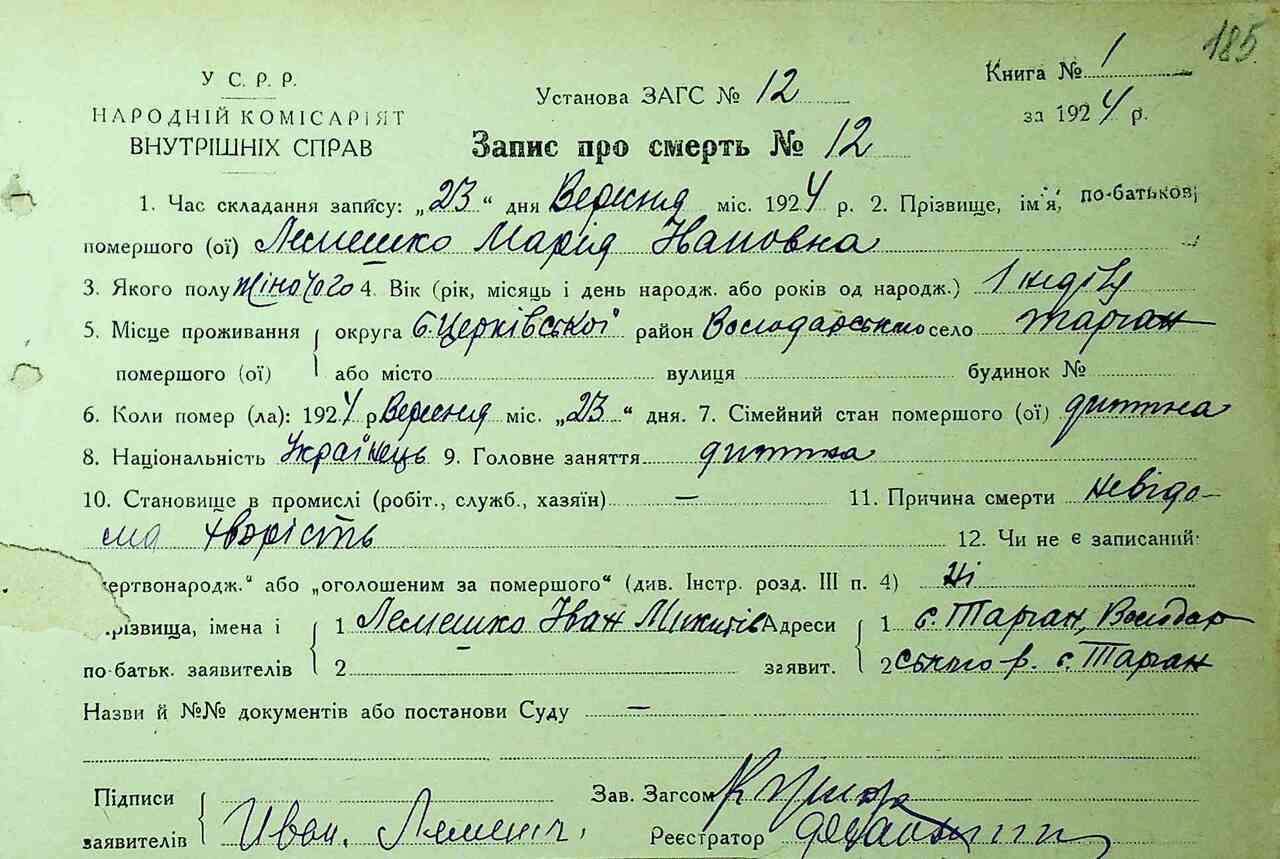 185
У С. Р. Р.
НАРОДНІЙ КОМІСАРІЯТ
ВНУТРІШНІХ СПРАВ
Установа ЗАГС № 12
Книга № 1
за 1924 р.
Запис про смерть № 12
1. Час складання запису: „23“ дня Вересня міс. 1924 р. 2. Прізвище, ім'я, по-батькові
помершого (ої) Лемешко Марія Івановна
3. Якого полу жіночого 4. Вік (рік, місяць і день народж. або років од народж.) 1 неділя
5. Місце проживання округа Б.Церківської район Володарського село Тарган
помершого (ої) або місто вулиця будинок №
6. Коли помер (ла): 1924 р Вересня міс. „23“ дня. 7. Сімейний стан помершого (ої) дитина
8. Національність Українець 9. Головне заняття дитина
10. Становище в промислі (робіт., служб., хазяїн) — 11. Причина смерти невідо-
ма хворість 12. Чи не є записаний:
ертвонародж.“ або „оголошеним за помершого“ (див. Інстр. розд. III п. 4) Ні
різвища, імена і 1 Лемешко Іван Микитів Адреси 1 с. Тарган, Володар
по-батьк. заявителів 2 заявит. 2 ського р. с. Тарган
Назви й №№ документів або постанови Суду —
Підписи Зав. Загсом
заявителів Иван. Реєстратор